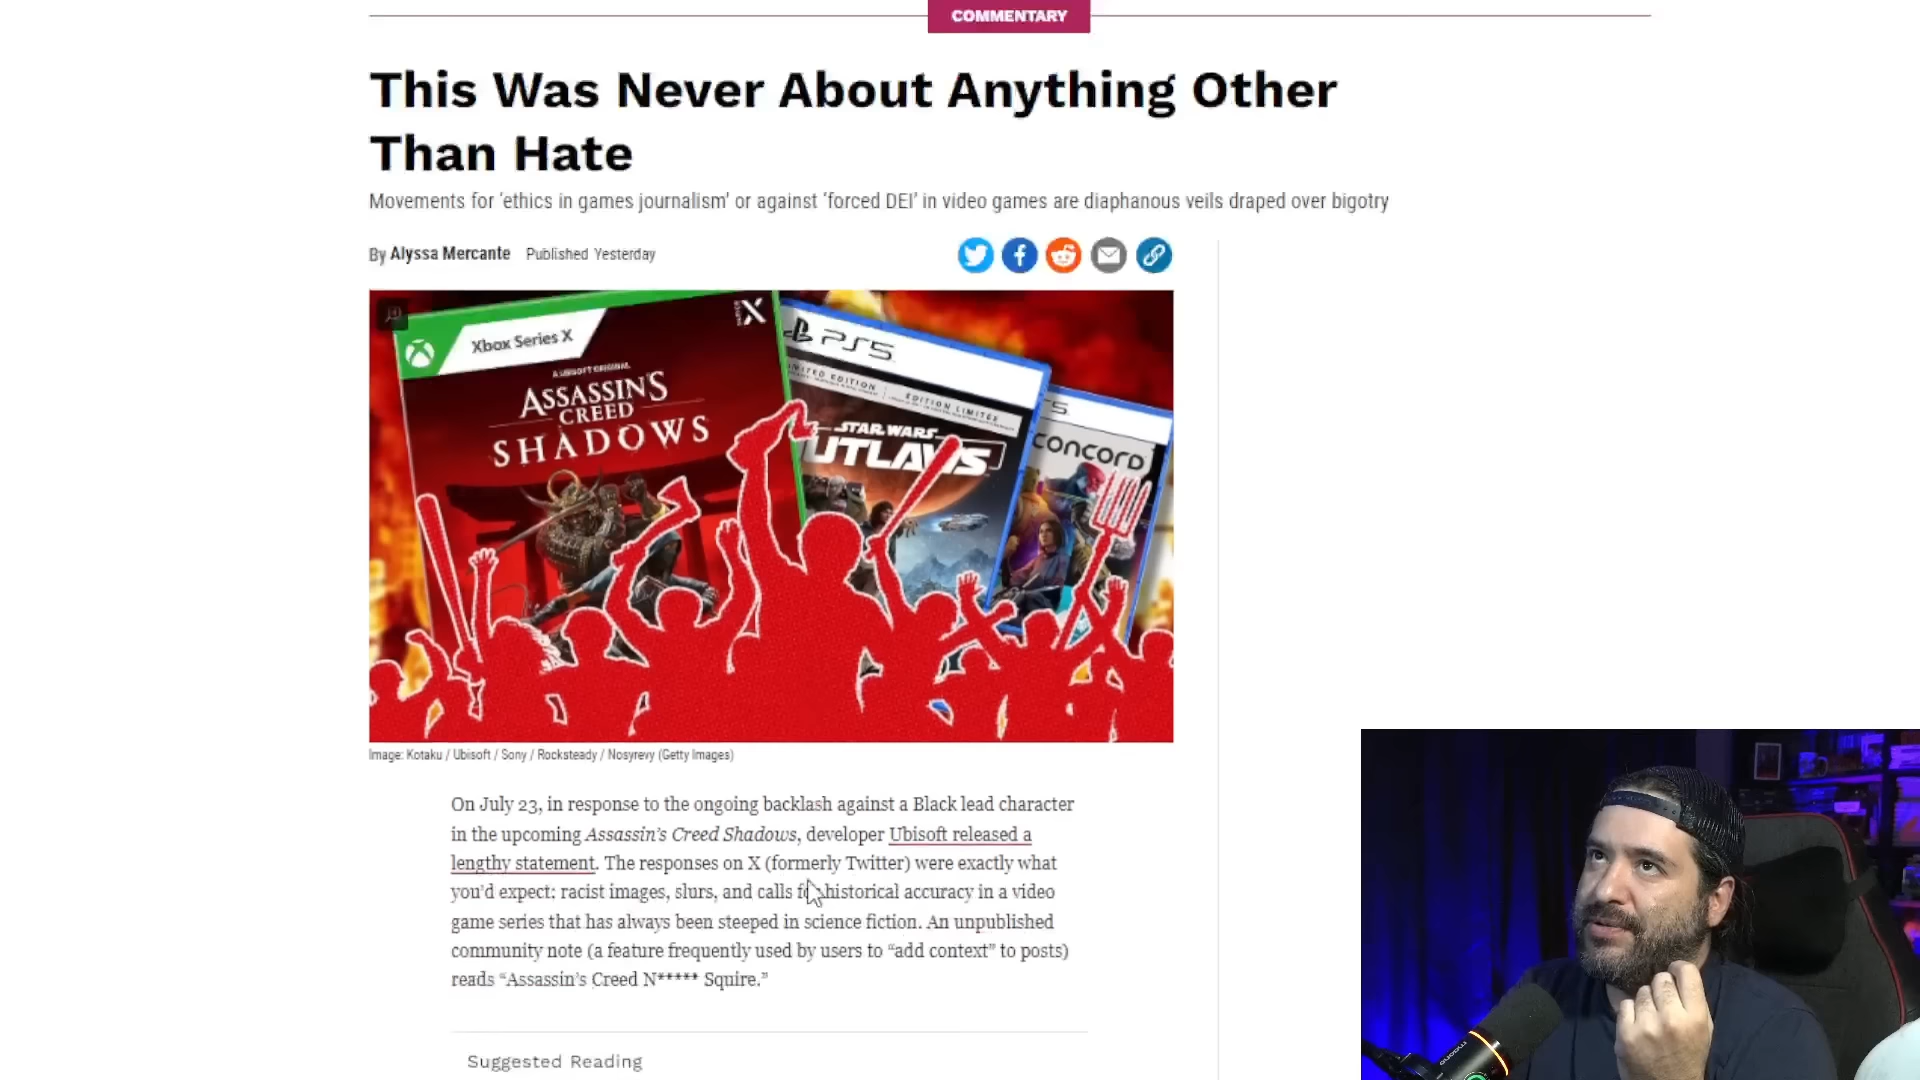 COMMENTARY
This Was Never About Anything Other
Than Hate
Movements for ‘ethics in games journalism’ or against ‘forced DEI’ in video games are diaphanous veils draped over bigotry
By Alyssa Mercante Published Yesterday
Xbox Series X
A UBISOFT ORIGINAL
ASSASSIN'S
CREED
SHADOWS
PS5
LIMITED EDITION
EDITION LIMITÉE
STAR WARS
UTLAWS
CONCORD
Image: Kotaku / Ubisoft / Sony / Rocksteady / Nosyrevy (Getty Images)
On July 23, in response to the ongoing backlash against a Black lead character
in the upcoming Assassin’s Creed Shadows, developer Ubisoft released a
lengthy statement. The responses on X (formerly Twitter) were exactly what
you’d expect: racist images, slurs, and calls for historical accuracy in a video
game series that has always been steeped in science fiction. An unpublished
community note (a feature frequently used by users to “add context” to posts)
reads “Assassin’s Creed N***** Squire.”
Suggested Reading